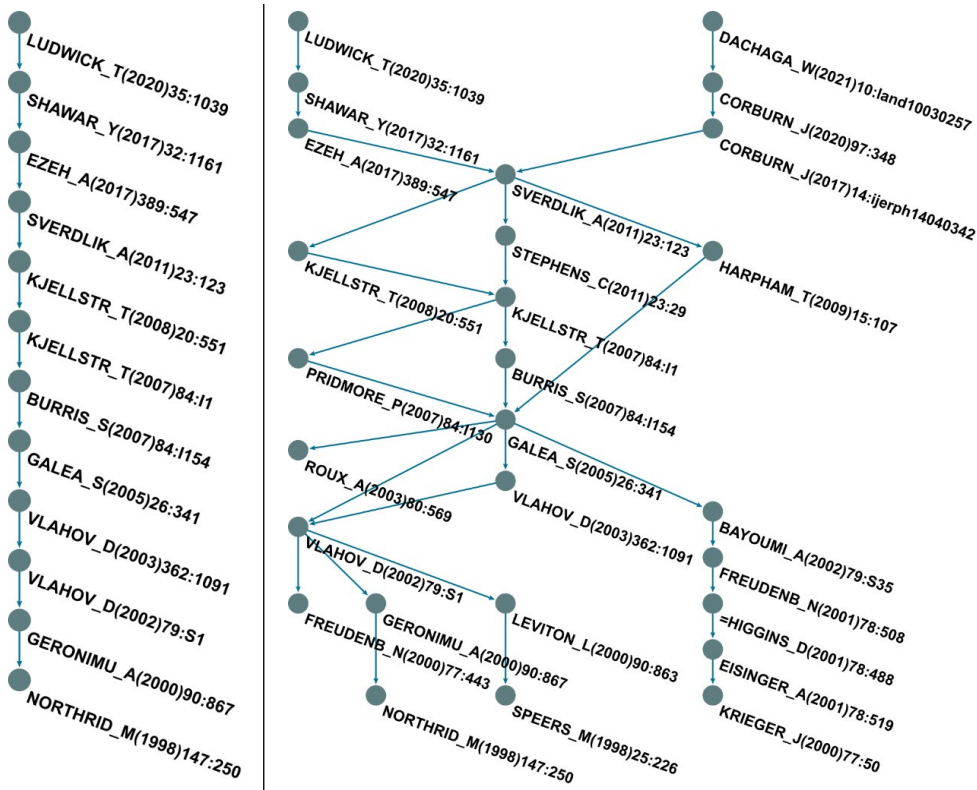 LUDWICK_T(2020)35:1039
SHAWAR_Y(2017)32:1161
EZEH_A(2017)389:547
SVERDLIK_A(2011)23:123
KJELLSTR_T(2008)20:551
KJELLSTR_T(2007)84:I1
BURRIS_S(2007)84:I154
GALEA_S(2005)26:341
VLAHOV_D(2003)362:1091
VLAHOV_D(2002)79:S1
GERONIMU_A(2000)90:867
NORTHRID_M(1998)147:250
LUDWICK_T(2020)35:1039
DACHAGA_W(2021)10:land10030257
SHAWAR_Y(2017)32:1161
CORBURN_J(2020)97:348
EZEH_A(2017)389:547
CORBURN_J(2017)14:ijerph14040342
SVERDLIK_A(2011)23:123
STEPHENS_C(2011)23:29
KJELLSTR_T(2008)20:551
HARPHAM_T(2009)15:107
KJELLSTR_T(2007)84:I1
PRIDMORE_P(2007)84:I130
BURRIS_S(2007)84:I154
GALEA_S(2005)26:341
ROUX_A(2003)80:569
VLAHOV_D(2003)362:1091
BAYOUMI_A(2002)79:S35
VLAHOV_D(2002)79:S1
FREUDENB_N(2001)78:508
FREUDENB_N(2000)77:443
GERONIMU_A(2000)90:867
LEVITON_L(2000)90:863
=HIGGINS_D(2001)78:488
EISINGER_A(2001)78:519
NORTHRID_M(1998)147:250
SPEERS_M(1998)25:226
KRIEGER_J(2000)77:50